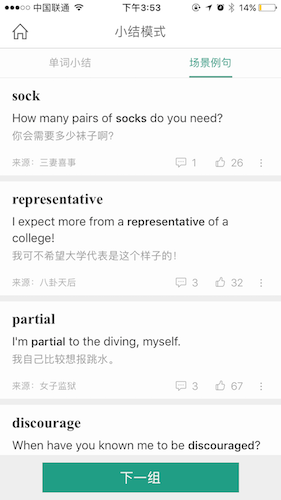 中国联通 下午3:53 14%
小结模式
单词小结 场景例句
sock
How many pairs of socks do you need?
你会需要多少袜子啊?
来源：三妻喜事 1 26
representative
I expect more from a representative of a
college!
我可不希望大学代表是这个样子的!
来源：八卦天后 3 32
partial
I'm partial to the diving, myself.
我自己比较想报跳水。
来源：女子监狱 3 67
discourage
When have you known me to be discouraged?
下一组